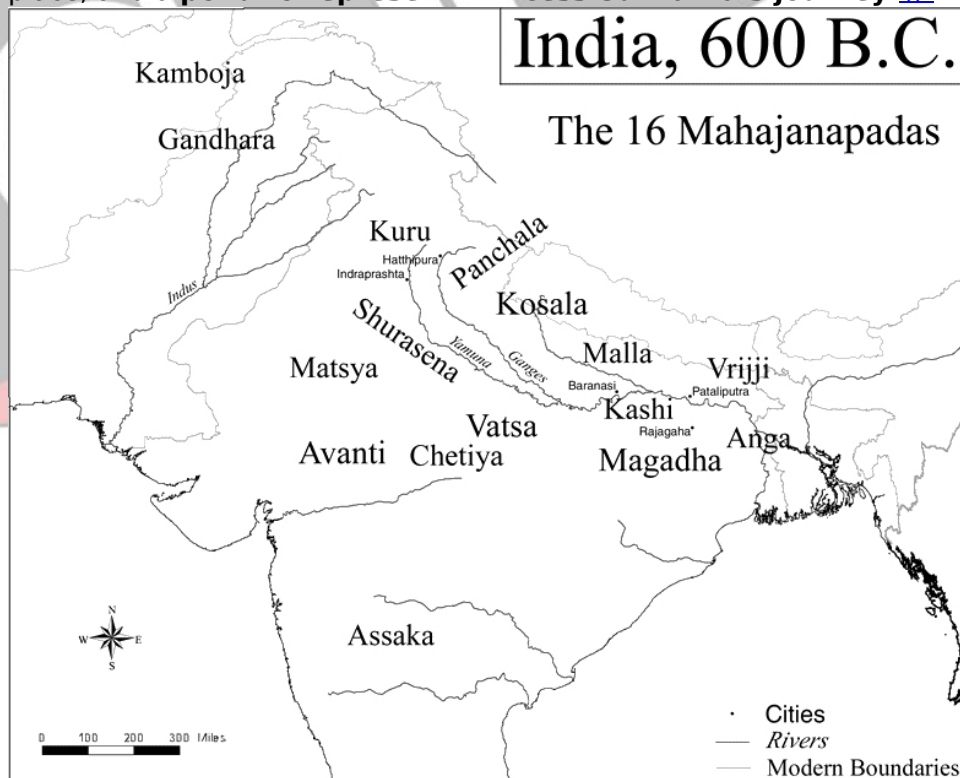 India, 600 B.C.
The 16 Mahajanapadas
Kamboja
Gandhara
Kuru
Hatthipura
Indraprashta
Panchala
Indus
Kosala
Shurasena
Yamuna
Ganges
Malla
Matsya
Vrijji
Baranasi
Pataliputra
Kashi
Vatsa
Rajagaha
Anga
Avanti
Chetiya
Magadha
Assaka
N
W E
S
0 100 200 300 Miles
Cities
Rivers
Modern Boundaries